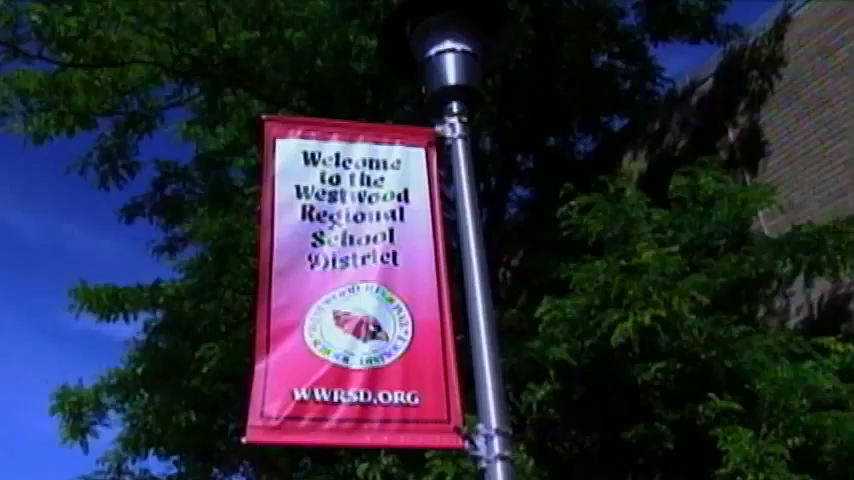 Welcome
to the
Westwood
Regional
School
District
WWRSD.ORG